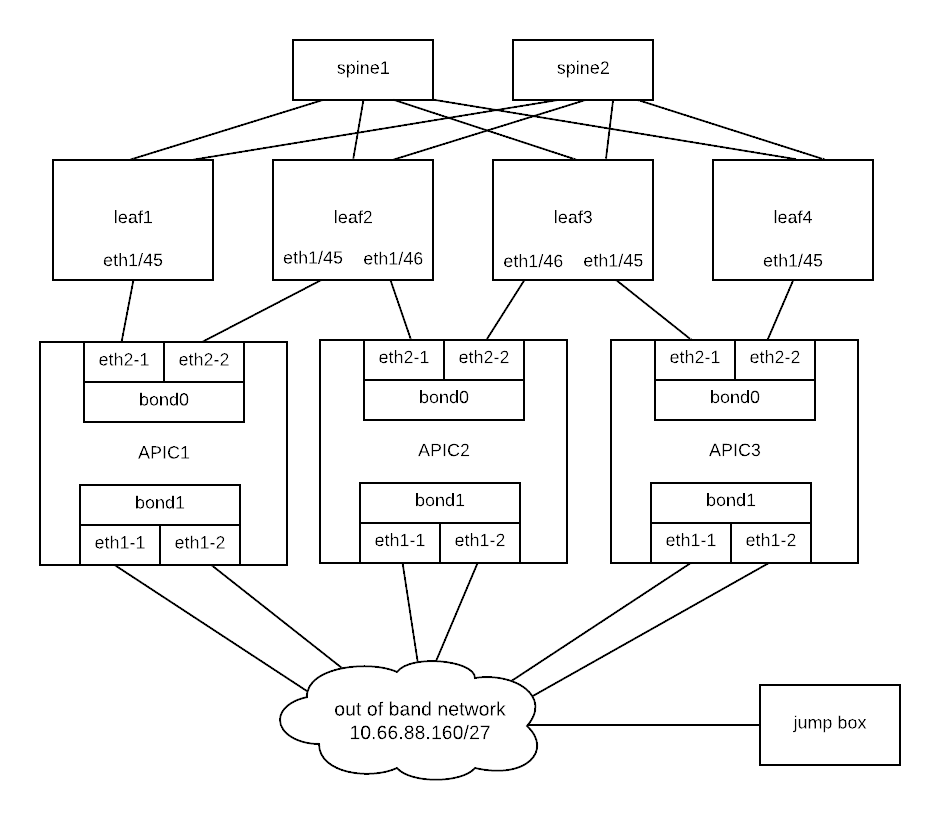 spine1
spine2
leaf1
leaf2
leaf3
leaf4
eth1/45
eth1/45
eth1/46
eth1/46
eth1/45
eth1/45
eth2-1
eth2-2
eth2-1
eth2-2
eth2-1
eth2-2
bond0
bond0
bond0
APIC1
APIC2
APIC3
bond1
bond1
bond1
eth1-1
eth1-2
eth1-1
eth1-2
eth1-1
eth1-2
out of band network
10.66.88.160/27
jump box